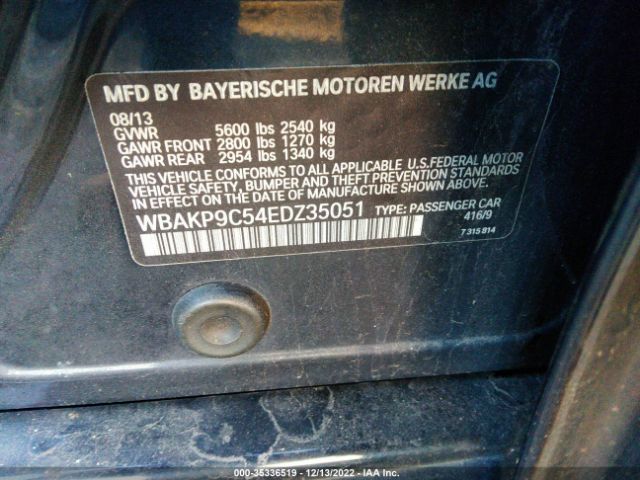 MFD BY BAYERISCHE MOTOREN WERKE AG
08/13
GVWR 5600 lbs 2540 kg
GAWR FRONT 2800 lbs 1270 kg
GAWR REAR 2954 lbs 1340 kg
THIS VEHICLE CONFORMS TO ALL APPLICABLE U.S.FEDERAL MOTOR
VEHICLE SAFETY, BUMPER AND THEFT PREVENTION STANDARDS
IN EFFECT ON THE DATE OF MANUFACTURE SHOWN ABOVE.
WBAKP9C54EDZ35051 TYPE: PASSENGER CAR
416/9
7 315 814
000-35336519 - 12/13/2022 - IAA Inc.